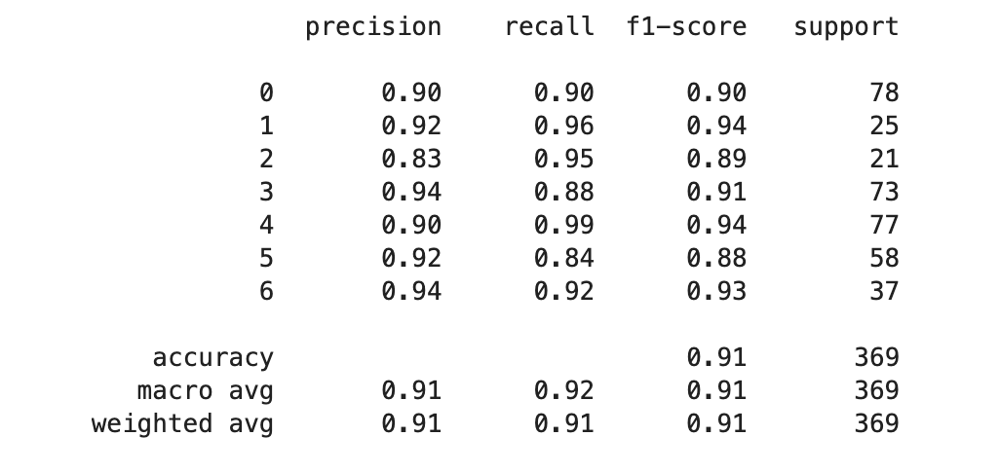 precision recall f1-score support
0 0.90 0.90 0.90 78
1 0.92 0.96 0.94 25
2 0.83 0.95 0.89 21
3 0.94 0.88 0.91 73
4 0.90 0.99 0.94 77
5 0.92 0.84 0.88 58
6 0.94 0.92 0.93 37
accuracy 0.91 369
macro avg 0.91 0.92 0.91 369
weighted avg 0.91 0.91 0.91 369